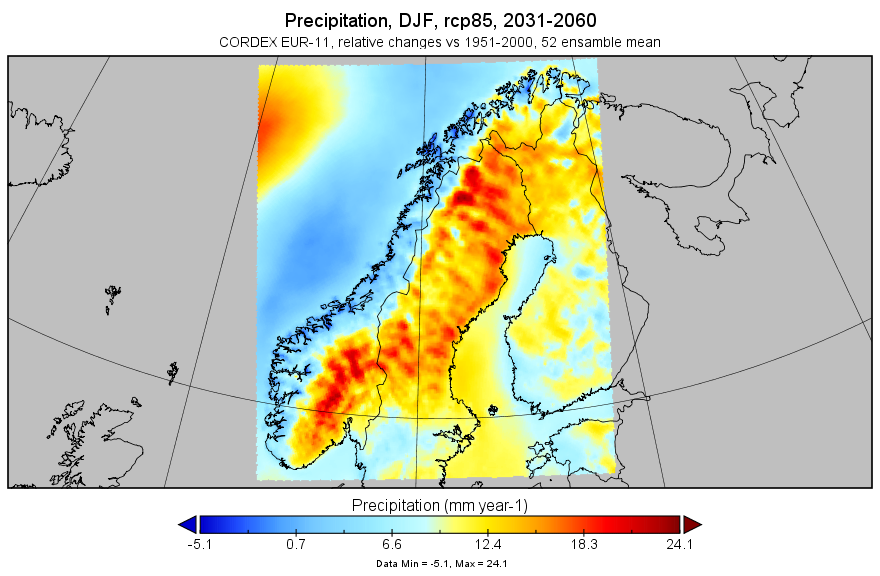 Precipitation, DJF, rcp85, 2031-2060
CORDEX EUR-11, relative changes vs 1951-2000, 52 ensamble mean
Precipitation (mm year-1)
-5.1 0.7 6.6 12.4 18.3 24.1
Data Min = -5.1, Max = 24.1